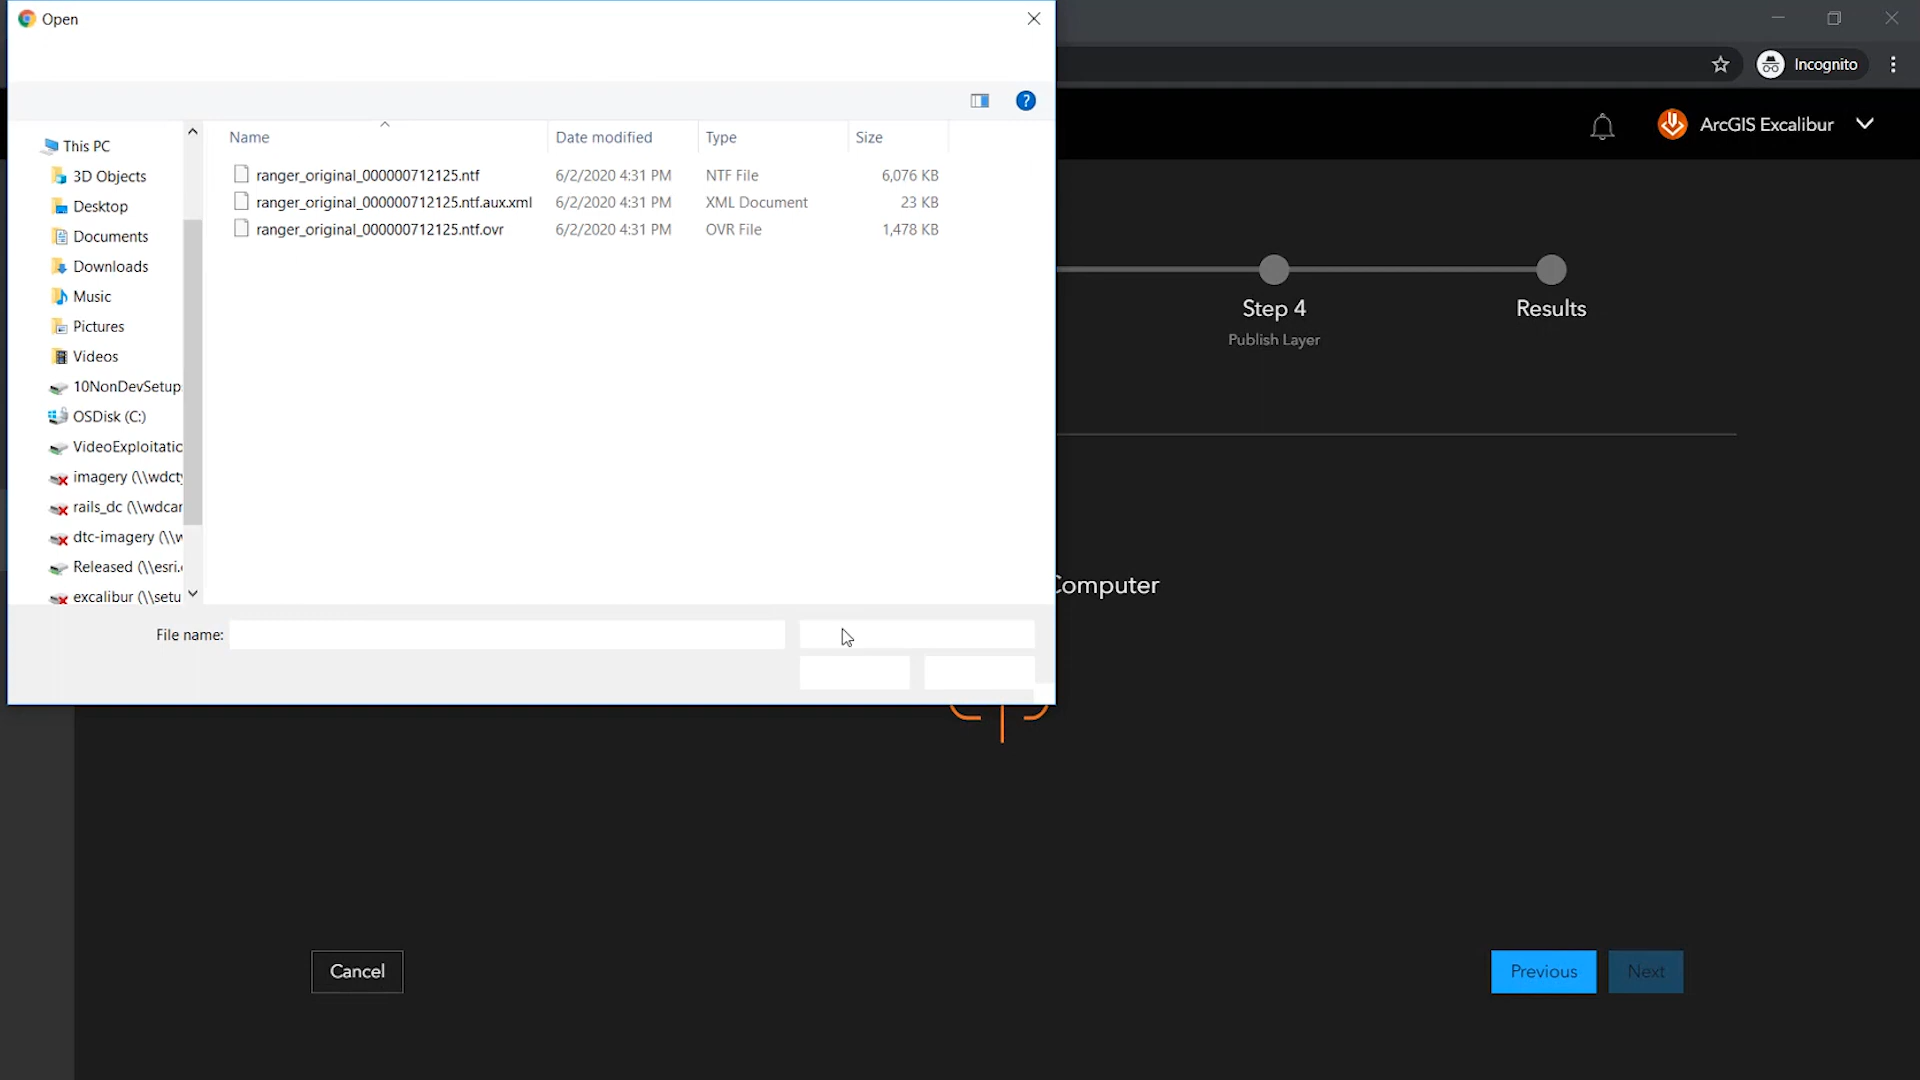 Open
Incognito
ArcGIS Excalibur
Name Date modified Type Size
ranger_original_000000712125.ntf 6/2/2020 4:31 PM NTF File 6,076 KB
ranger_original_000000712125.ntf.aux.xml 6/2/2020 4:31 PM XML Document 23 KB
ranger_original_000000712125.ntf.ovr 6/2/2020 4:31 PM OVR File 1,478 KB
This PC
3D Objects
Desktop
Documents
Downloads
Music
Pictures
Videos
10NonDevSetup
OSDisk (C:)
VideoExploitatic
imagery (\\wdct
rails_dc (\\wdcar
dtc-imagery (\\w
Released (\\esri.
excalibur (\\setu
File name:
Step 4
Publish Layer
Results
Computer
Cancel
Previous
Next